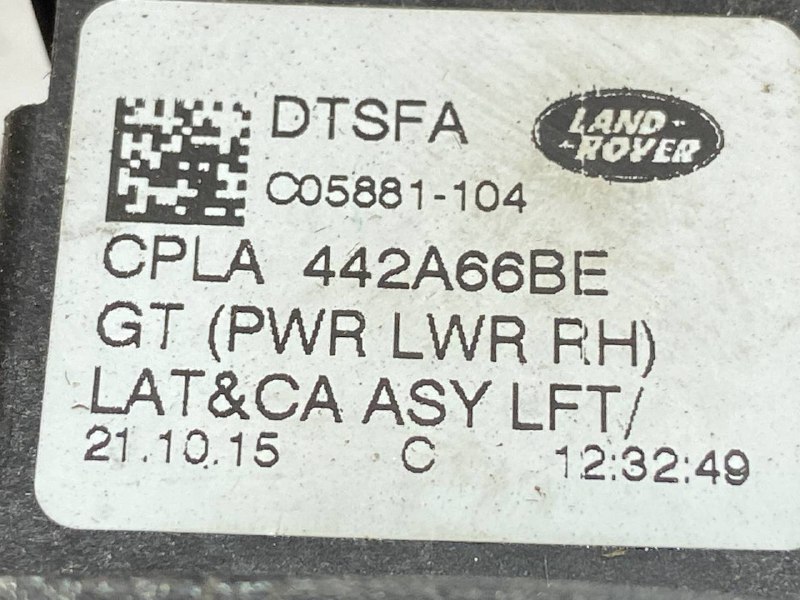 DTSFA
LAND-
-ROVER
C05881-104
CPLA 442A66BE
GT (PWR LWR RH)
LAT&CA ASY LFT/
21.10.15 C 12:32:49